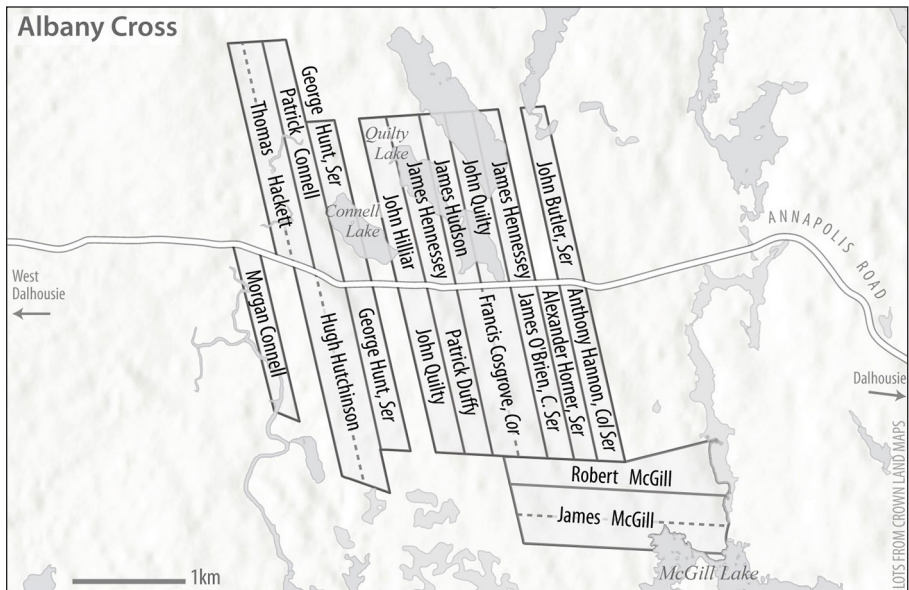 Albany Cross
Thomas Hackett
Patrick Connell
George Hunt, Ser
Quilty
Lake
Connell
Lake
John Hilliar
James Hennessey
James Hudson
John Quilty
James Hennessey
John Butler, Ser
ANNAPOLIS ROAD
West
Dalhousie
Morgan Connell
Hugh Hutchinson
George Hunt, Ser
John Quilty
Patrick Duffy
Francis Cosgrove, Cor
James O'Brien, C. Ser
Alexander Horner, Ser
Anthony Hannon, Col Ser
Dalhousie
Robert McGill
James McGill
McGill Lake
1km
LOTS FROM CROWN LAND MAPS